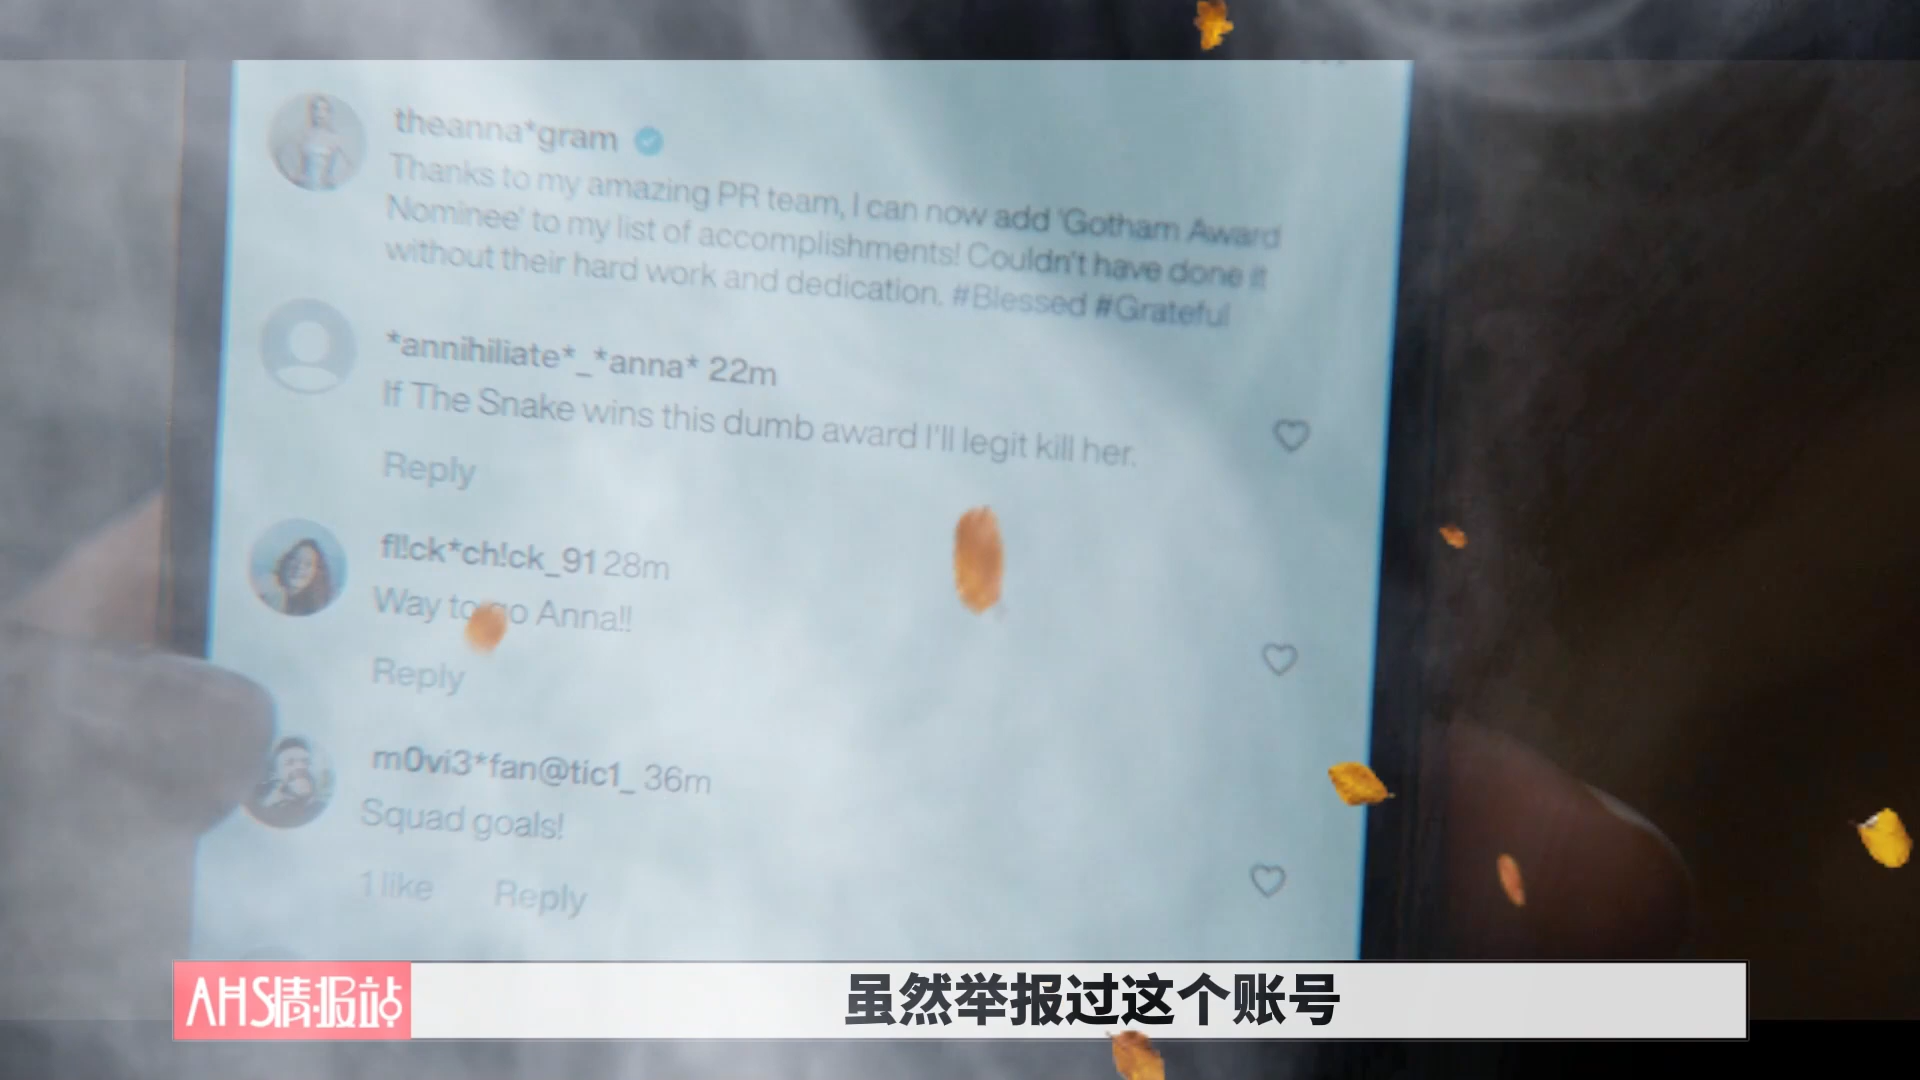 theanna*gram
Thanks to my amazing PR team, I can now add 'Gotham Award
Nominee' to my list of accomplishments! Couldn't have done it
without their hard work and dedication. #Blessed #Grateful
*annihiliate*_*anna* 22m
If The Snake wins this dumb award I'll legit kill her.
Reply
fl!ck*ch!ck_91 28m
Way to go Anna!!
Reply
m0vi3*fan@tic1_ 36m
Squad goals!
1 like Reply
AHS情报站
虽然举报过这个账号